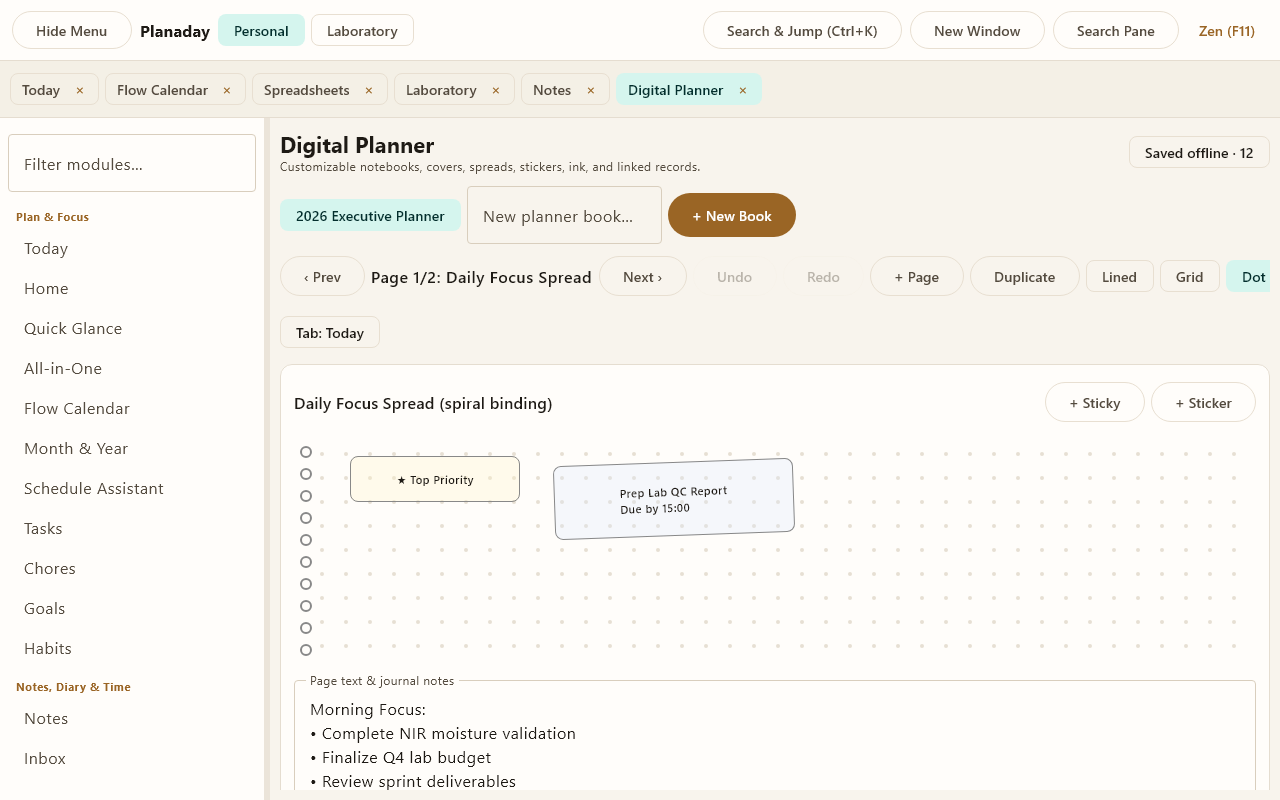 Hide Menu Planaday Personal Laboratory Search & Jump (Ctrl+K) New Window Search Pane Zen (F11)
Today × Flow Calendar × Spreadsheets × Laboratory × Notes × Digital Planner ×
Filter modules...
Plan & Focus
Today
Home
Quick Glance
All-in-One
Flow Calendar
Month & Year
Schedule Assistant
Tasks
Chores
Goals
Habits
Notes, Diary & Time
Notes
Inbox
Digital Planner
Customizable notebooks, covers, spreads, stickers, ink, and linked records.
Saved offline · 12
2026 Executive Planner New planner book... + New Book
‹ Prev Page 1/2: Daily Focus Spread Next › Undo Redo + Page Duplicate Lined Grid Dot
Tab: Today
Daily Focus Spread (spiral binding) + Sticky + Sticker
★ Top Priority
Prep Lab QC Report
Due by 15:00
Page text & journal notes
Morning Focus:
• Complete NIR moisture validation
• Finalize Q4 lab budget
• Review sprint deliverables